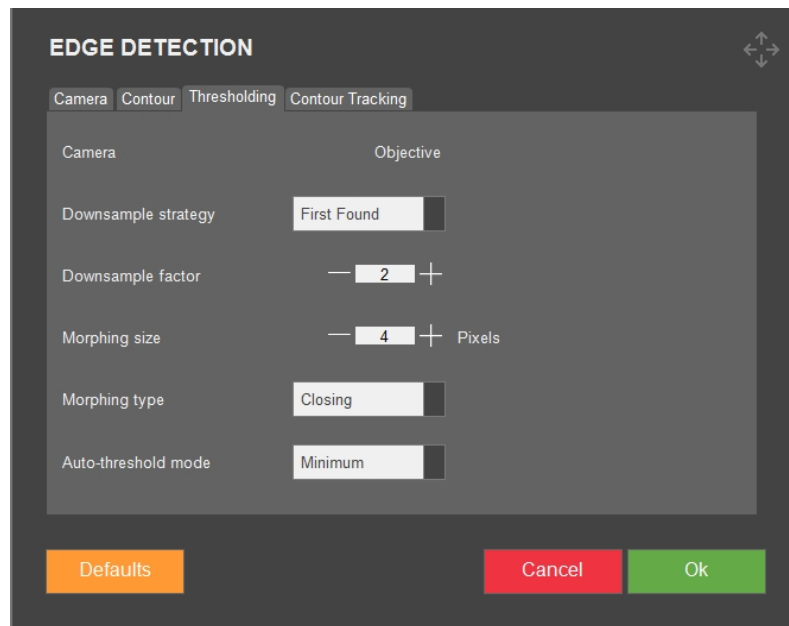 EDGE DETECTION
Camera Contour Thresholding Contour Tracking
Camera Objective
Downsample strategy First Found
Downsample factor 2
Morphing size 4 Pixels
Morphing type Closing
Auto-threshold mode Minimum
Defaults Cancel Ok